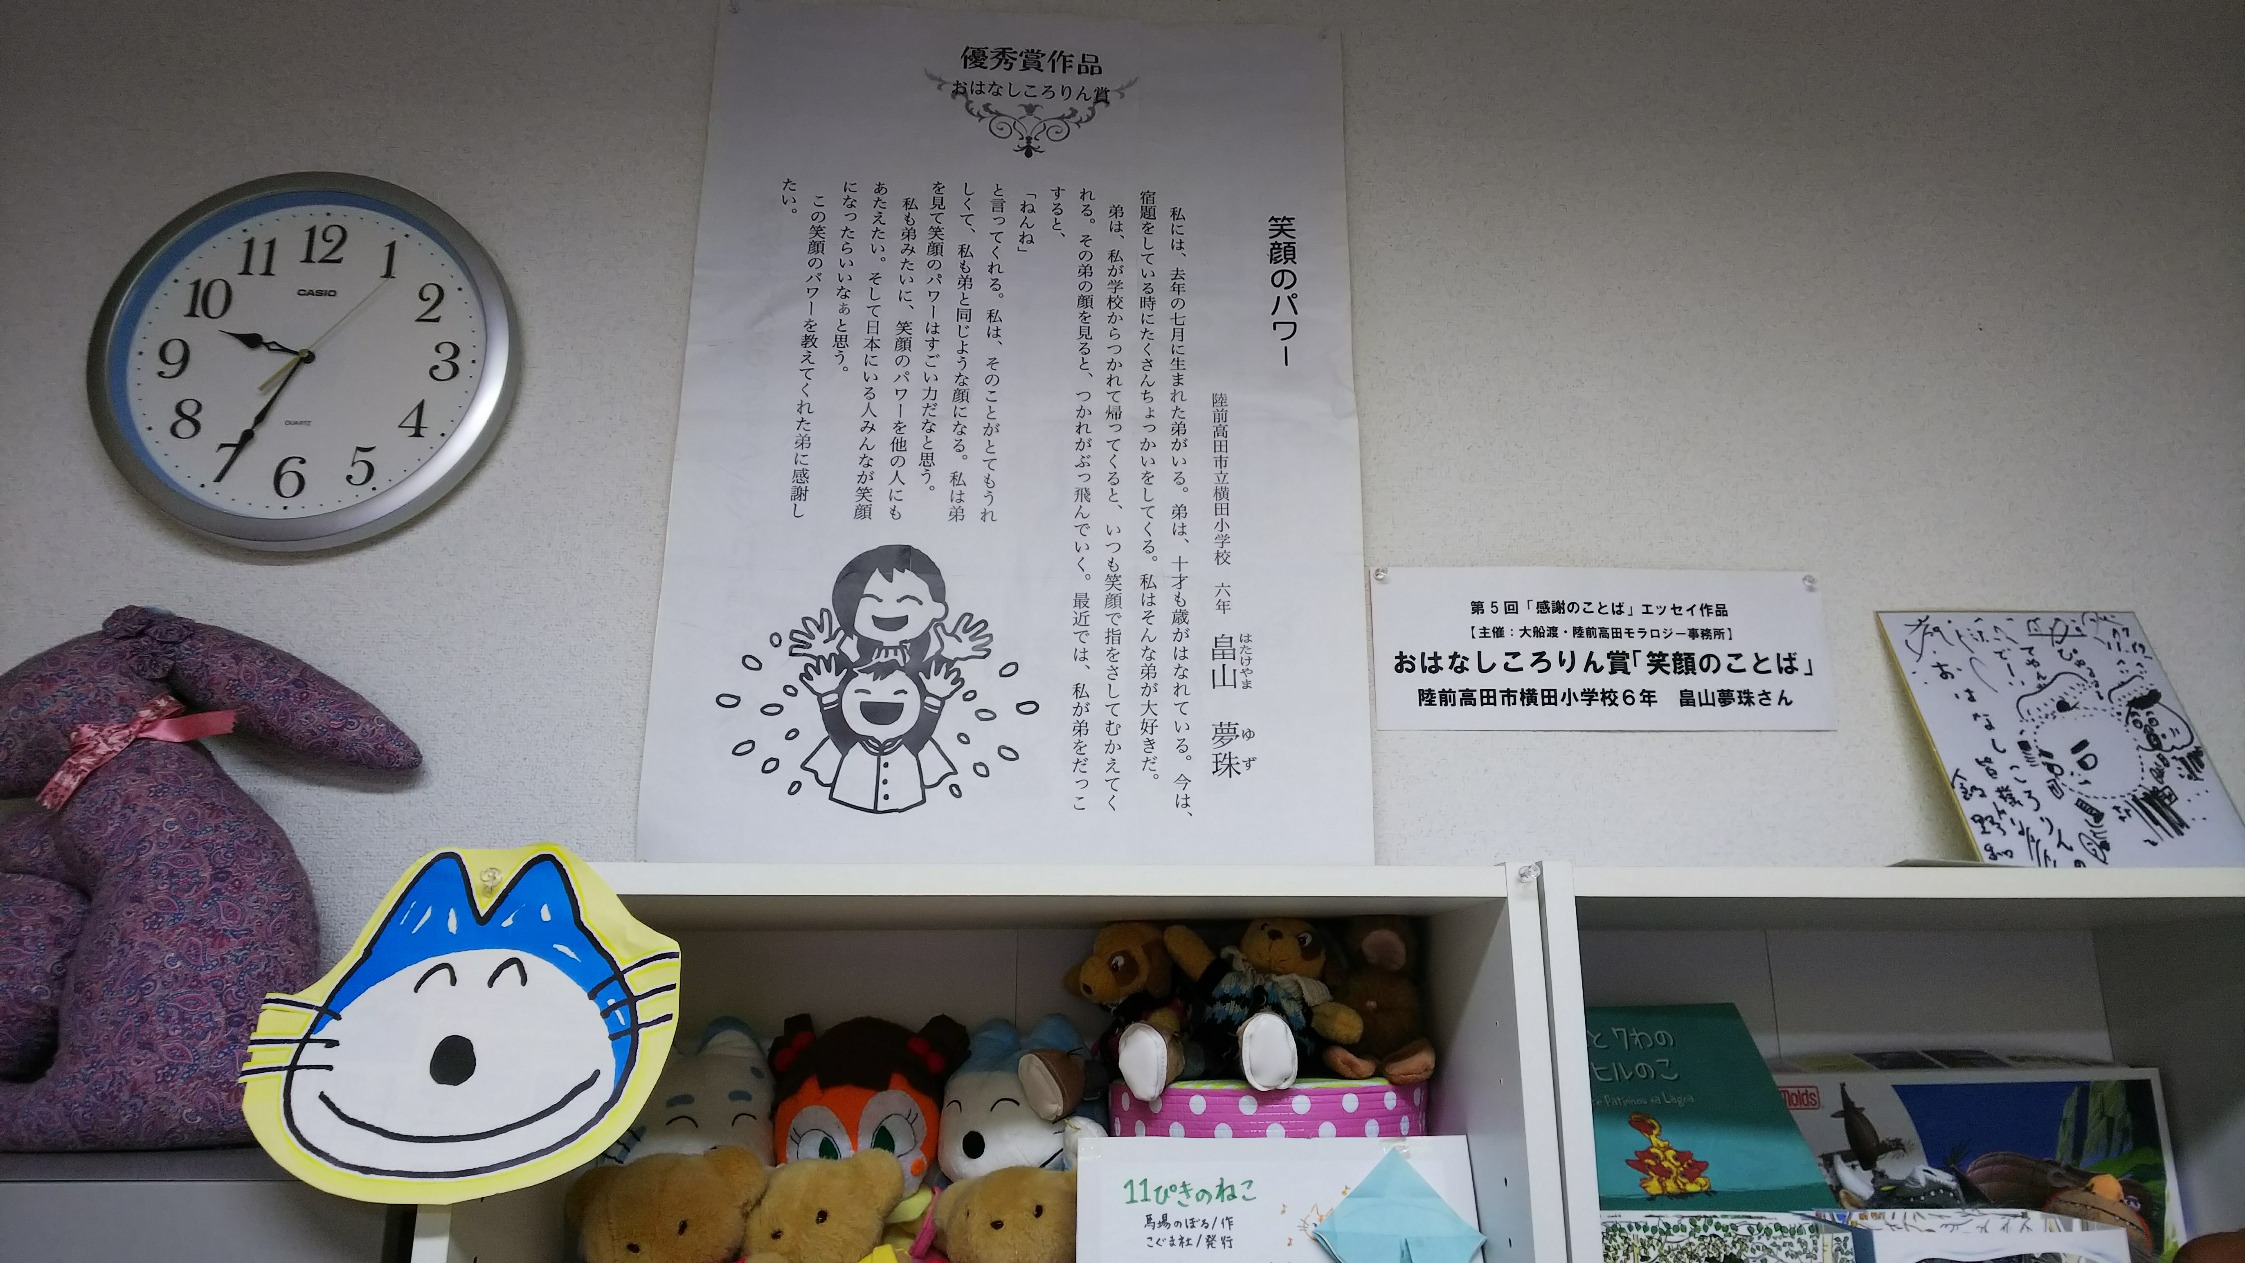 優秀賞作品
おはなしころりん賞
笑顔のパワー
陸前高田市立横田小学校 六年 畠山 夢珠
はたけやま ゆず
私には、去年の七月に生まれた弟がいる。弟は、十才も歳がはなれている。今は、
宿題をしている時にたくさんちょっかいをしてくる。私はそんな弟が大好きだ。
弟は、私が学校からつかれて帰ってくると、いつも笑顔で指をさしてむかえてく
れる。その弟の顔を見ると、つかれがぶっ飛んでいく。最近では、私が弟をだっこ
すると、
「ねんね」
と言ってくれる。私は、そのことがとてもうれ
しくて、私も弟と同じような顔になる。私は弟
を見て笑顔のパワーはすごい力だなと思う。
私も弟みたいに、笑顔のパワーを他の人にも
あたえたい。そして日本にいる人みんなが笑顔
になったらいいなぁと思う。
この笑顔のパワーを教えてくれた弟に感謝し
たい。
12
1
2
3
4
5
6
7
8
9
10
11
CASIO
QUARTZ
第5回「感謝のことば」エッセイ作品
【主催：大船渡・陸前高田モラロジー事務所】
おはなしころりん賞「笑顔のことば」
陸前高田市横田小学校6年 畠山夢珠さん
おはなしころりんの
11ぴきのねこ
馬場のぼる/作
こぐま社/発行
と7わの
ヒルのこ
Molds